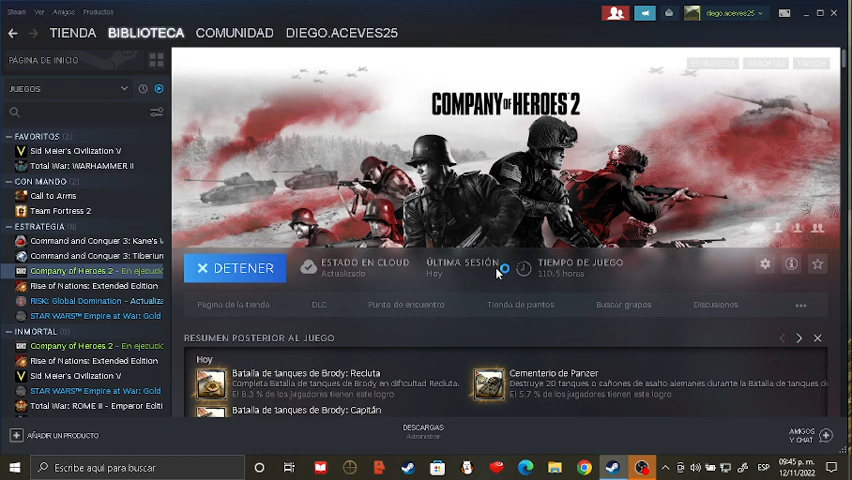 Steam Ver Amigos Productos
diego.aceves25
TIENDA BIBLIOTECA COMUNIDAD DIEGO.ACEVES25
PÁGINA DE INICIO
JUEGOS
FAVORITOS (2)
Sid Meier's Civilization V
Total War: WARHAMMER II
CON MANDO (2)
Call to Arms
Team Fortress 2
ESTRATEGIA (6)
Command and Conquer 3: Kane's
Command and Conquer 3: Tiberium
Company of Heroes 2 - En ejecució
Rise of Nations: Extended Edition
RISK: Global Domination - Actualiza
STAR WARS™ Empire at War: Gold
INMORTAL (6)
Company of Heroes 2 - En ejecució
Rise of Nations: Extended Edition
Sid Meier's Civilization V
STAR WARS™ Empire at War: Gold
Total War: ROME II - Emperor Editi
ESTRATEGIA INMORTAL TWITCH
COMPANY OF HEROES 2
DETENER
ESTADO EN CLOUD
Actualizado
ÚLTIMA SESIÓN
Hoy
TIEMPO DE JUEGO
110.8 horas
Página de la tienda DLC Punto de encuentro Tienda de puntos Buscar grupos Discusiones
RESUMEN POSTERIOR AL JUEGO
Hoy
Batalla de tanques de Brody: Recluta
Completa Batalla de tanques de Brody en dificultad Recluta.
El 8.3 % de los jugadores tienen este logro
Cementerio de Panzer
Destruye 20 tanques o cañones de asalto alemanes durante la Batalla de tanques de
El 5.7 % de los jugadores tienen este logro
Batalla de tanques de Brody: Capitán
AÑADIR UN PRODUCTO
DESCARGAS
Administrar
AMIGOS
Y CHAT
Escribe aquí para buscar
ESP
09:45 p. m.
12/11/2022